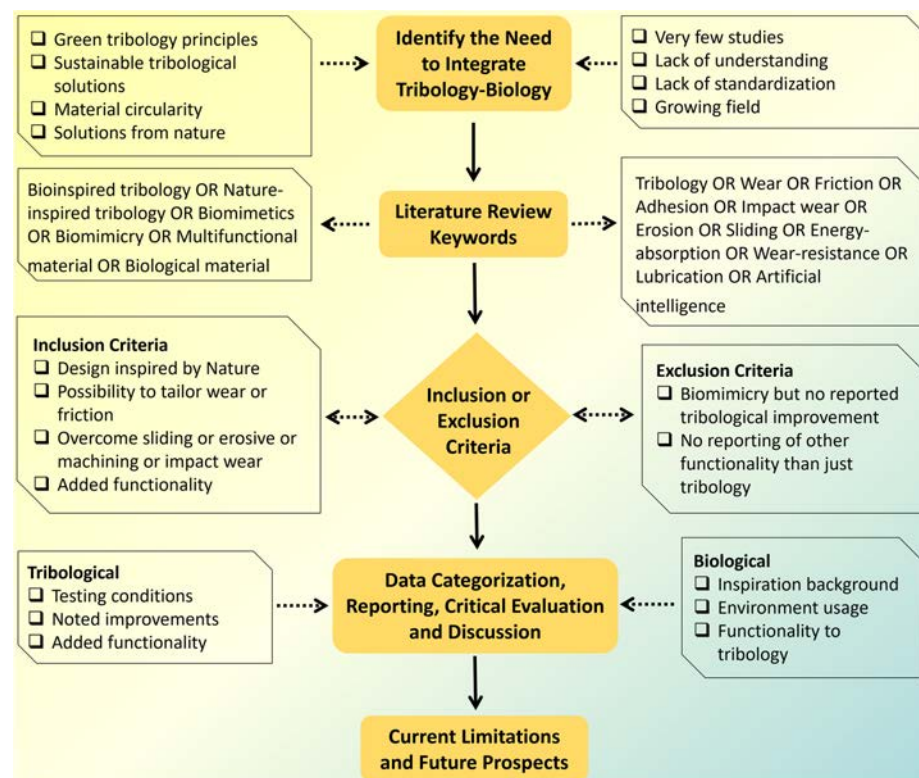 ❑ Green tribology principles
❑ Sustainable tribological
solutions
❑ Material circularity
❑ Solutions from nature
Identify the Need
to Integrate
Tribology-Biology
❑ Very few studies
❑ Lack of understanding
❑ Lack of standardization
❑ Growing field
Bioinspired tribology OR Nature-
inspired tribology OR Biomimetics
OR Biomimicry OR Multifunctional
material OR Biological material
Literature Review
Keywords
Tribology OR Wear OR Friction OR
Adhesion OR Impact wear OR
Erosion OR Sliding OR Energy-
absorption OR Wear-resistance OR
Lubrication OR Artificial
intelligence
Inclusion Criteria
❑ Design inspired by Nature
❑ Possibility to tailor wear or
friction
❑ Overcome sliding or erosive or
machining or impact wear
❑ Added functionality
Inclusion or
Exclusion
Criteria
Exclusion Criteria
❑ Biomimicry but no reported
tribological improvement
❑ No reporting of other
functionality than just
tribology
Tribological
❑ Testing conditions
❑ Noted improvements
❑ Added functionality
Data Categorization,
Reporting, Critical Evaluation
and Discussion
Biological
❑ Inspiration background
❑ Environment usage
❑ Functionality to
tribology
Current Limitations
and Future Prospects